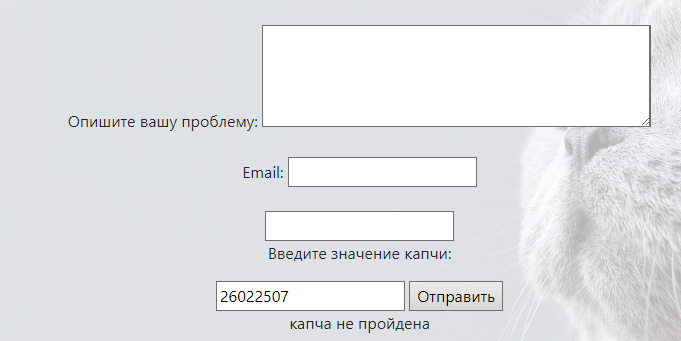 Опишите вашу проблему:
Email:
Введите значение капчи:
26022507 Отправить
капча не пройдена